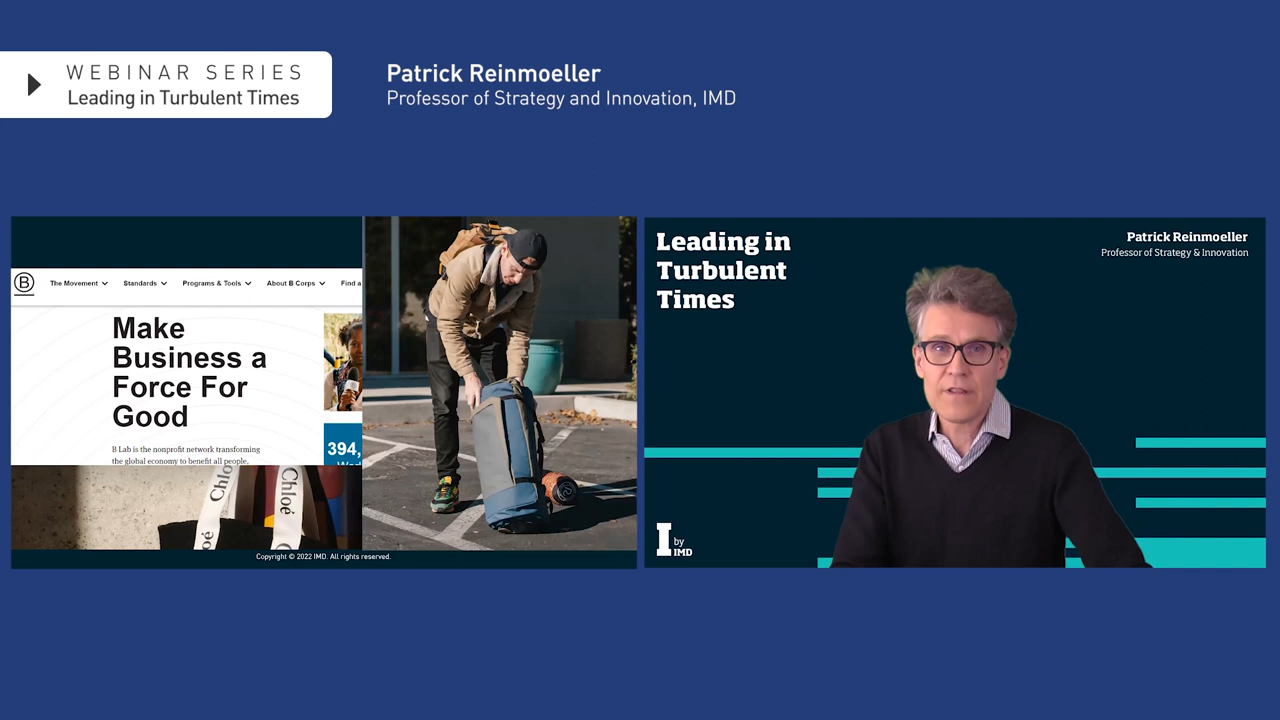 WEBINAR SERIES
Leading in Turbulent Times
Patrick Reinmoeller
Professor of Strategy and Innovation, IMD
B
The Movement
Standards
Programs & Tools
About B Corps
Find a
Make
Business a
Force For
Good
B Lab is the nonprofit network transforming
the global economy to benefit all people,
394,
Chlo
oé
Chloé
Copyright © 2022 IMD. All rights reserved.
Leading in
Turbulent
Times
Patrick Reinmoeller
Professor of Strategy & Innovation
I by
IMD